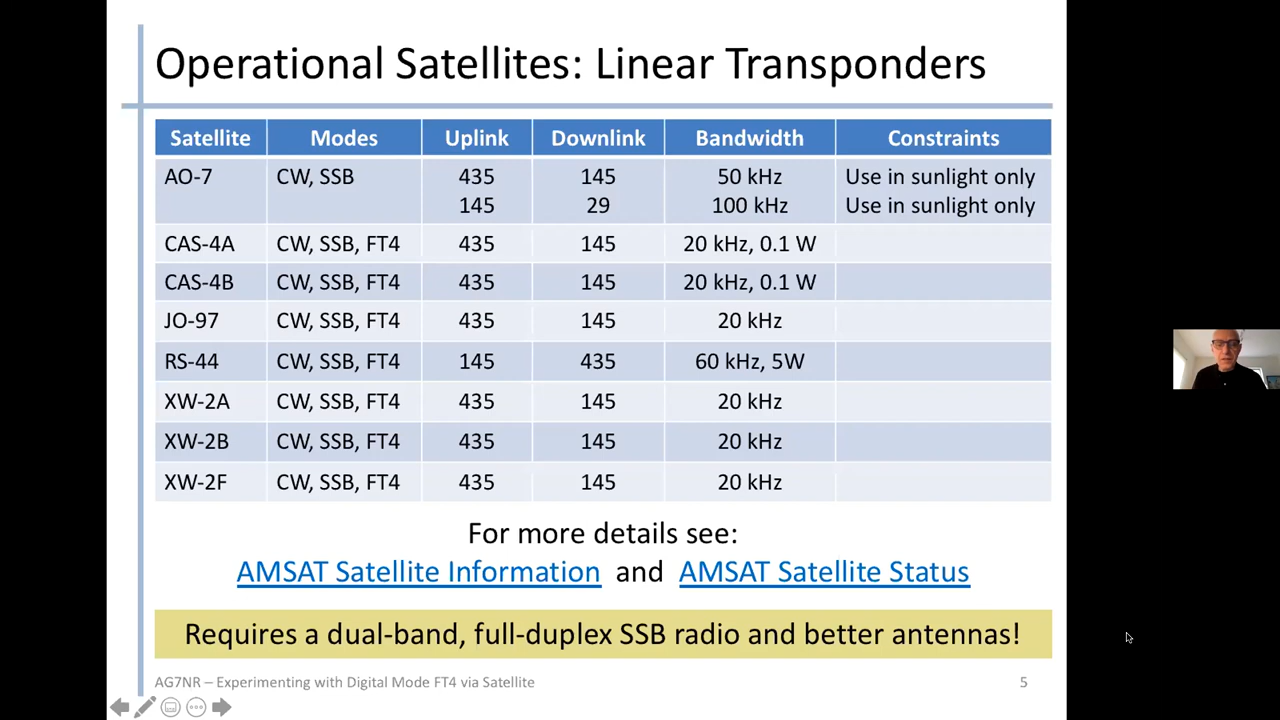 Operational Satellites: Linear Transponders
Satellite Modes Uplink Downlink Bandwidth Constraints
AO-7 CW, SSB 435 145 50 kHz Use in sunlight only
145 29 100 kHz Use in sunlight only
CAS-4A CW, SSB, FT4 435 145 20 kHz, 0.1 W
CAS-4B CW, SSB, FT4 435 145 20 kHz, 0.1 W
JO-97 CW, SSB, FT4 435 145 20 kHz
RS-44 CW, SSB, FT4 145 435 60 kHz, 5W
XW-2A CW, SSB, FT4 435 145 20 kHz
XW-2B CW, SSB, FT4 435 145 20 kHz
XW-2F CW, SSB, FT4 435 145 20 kHz
For more details see:
AMSAT Satellite Information and AMSAT Satellite Status
Requires a dual-band, full-duplex SSB radio and better antennas!
AG7NR – Experimenting with Digital Mode FT4 via Satellite 5